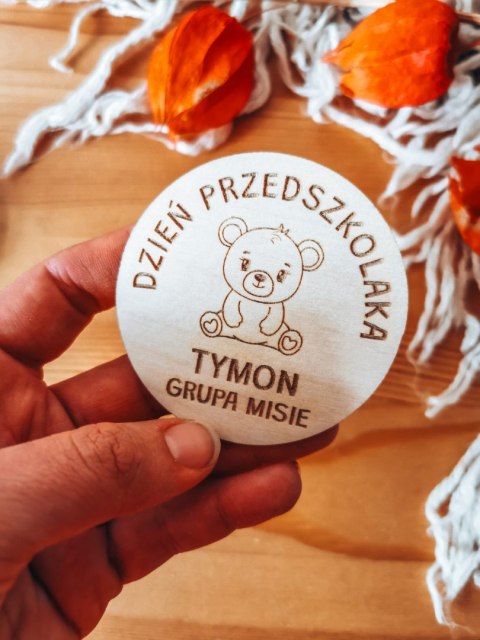 DZIEŃ PRZEDSZKOLAKA
TYMON
GRUPA MISIE